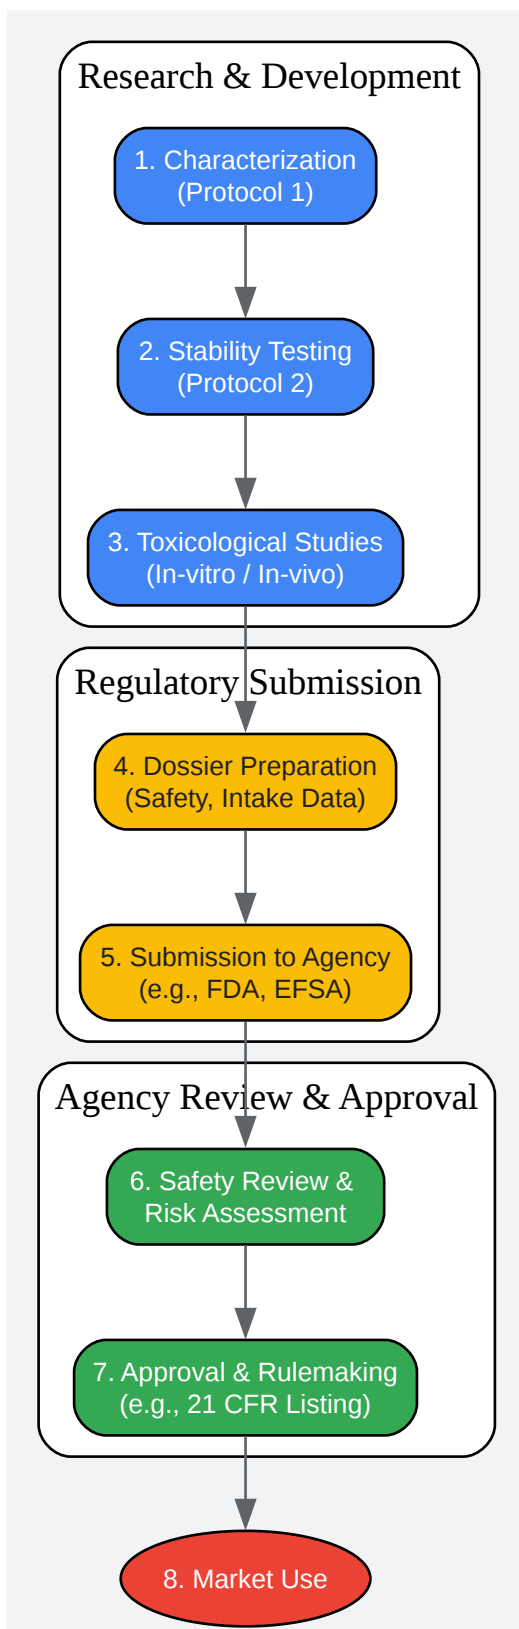 Research & Development
1. Characterization
(Protocol 1)
2. Stability Testing
(Protocol 2)
3. Toxicological Studies
(In-vitro / In-vivo)
Regulatory Submission
4. Dossier Preparation
(Safety, Intake Data)
5. Submission to Agency
(e.g., FDA, EFSA)
Agency Review & Approval
6. Safety Review &
Risk Assessment
7. Approval & Rulemaking
(e.g., 21 CFR Listing)
8. Market Use